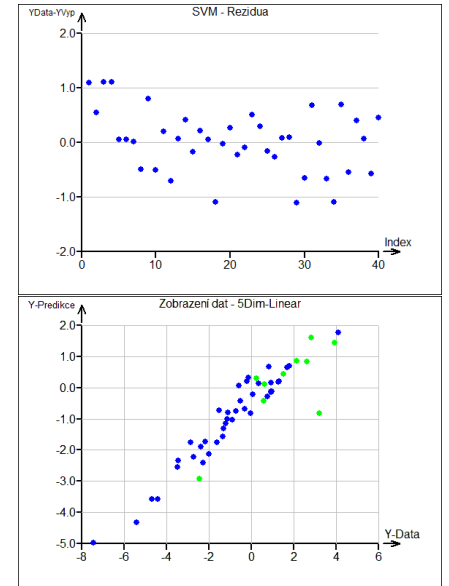 SVM - Rezidua
YData-YVyp
2.0
1.0
0.0
-1.0
-2.0
0 10 20 30 40
Index
Zobrazení dat - 5Dim-Linear
Y-Predikce
2.0
1.0
0.0
-1.0
-2.0
-3.0
-4.0
-5.0
-8 -6 -4 -2 0 2 4 6
Y-Data